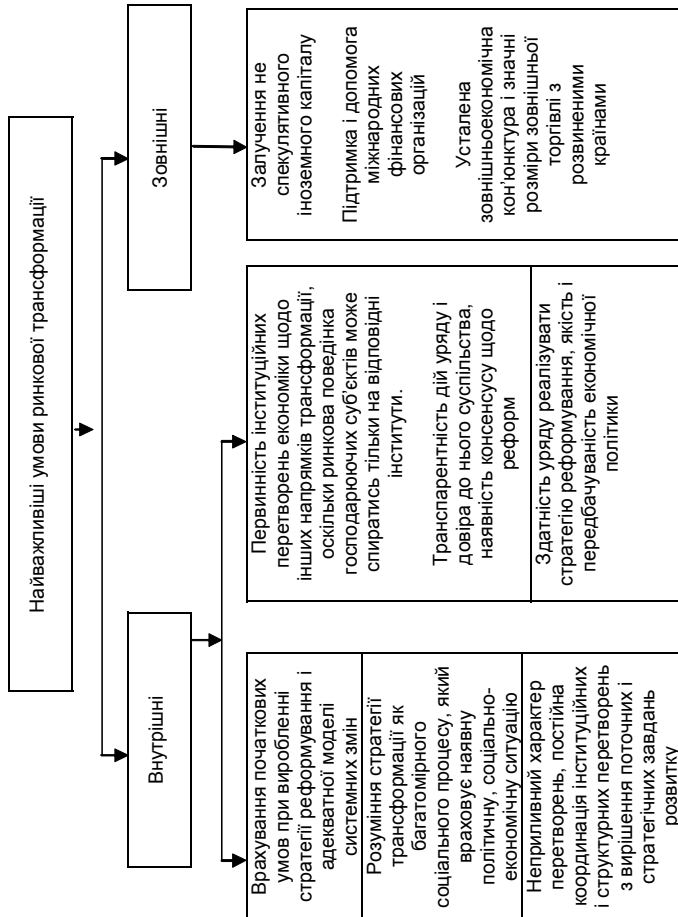 Найважливіші умови ринкової трансформації
Внутрішні
Зовнішні
Врахування початкових
умов при виробленні
стратегії реформування і
адекватної моделі
системних змін
Розуміння стратегії
трансформації як
багатомірного
соціального процесу, який
враховує наявну
політичну, соціально-
економічну ситуацію
Неприливний характер
перетворень, постійна
координація інституційних
і структурних перетворень
з вирішення поточних і
стратегічних завдань
розвитку
Первинність інституційних
перетворень економіки щодо
інших напрямків трансформації,
оскільки ринкова поведінка
господарюючих суб'єктів може
спиратись тільки на відповідні
інститути.
Транспарентність дій уряду і
довіра до нього суспільства,
наявність консенсусу щодо
реформ
Здатність уряду реалізувати
стратегію реформування, якість і
передбачуваність економічної
політики
Залучення не
спекулятивного
іноземного капіталу
Підтримка і допомога
міжнародних
фінансових
організацій
Усталена
зовнішньоекономічна
кон'юнктура і значні
розміри зовнішньої
торгівлі з
розвиненими
країнами